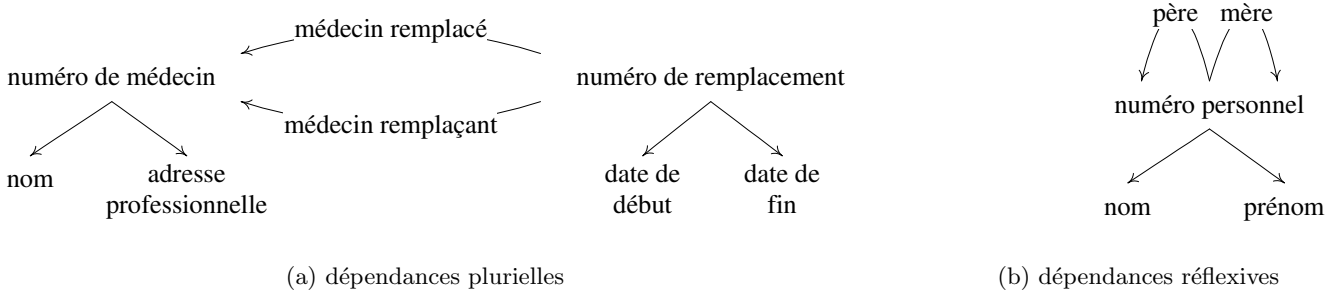 médecin remplacé
père mère
numéro de médecin
numéro de remplacement
numéro personnel
médecin remplaçant
nom
adresse
professionnelle
date de
début
date de
fin
nom
prénom
(a) dépendances plurielles
(b) dépendances réflexives